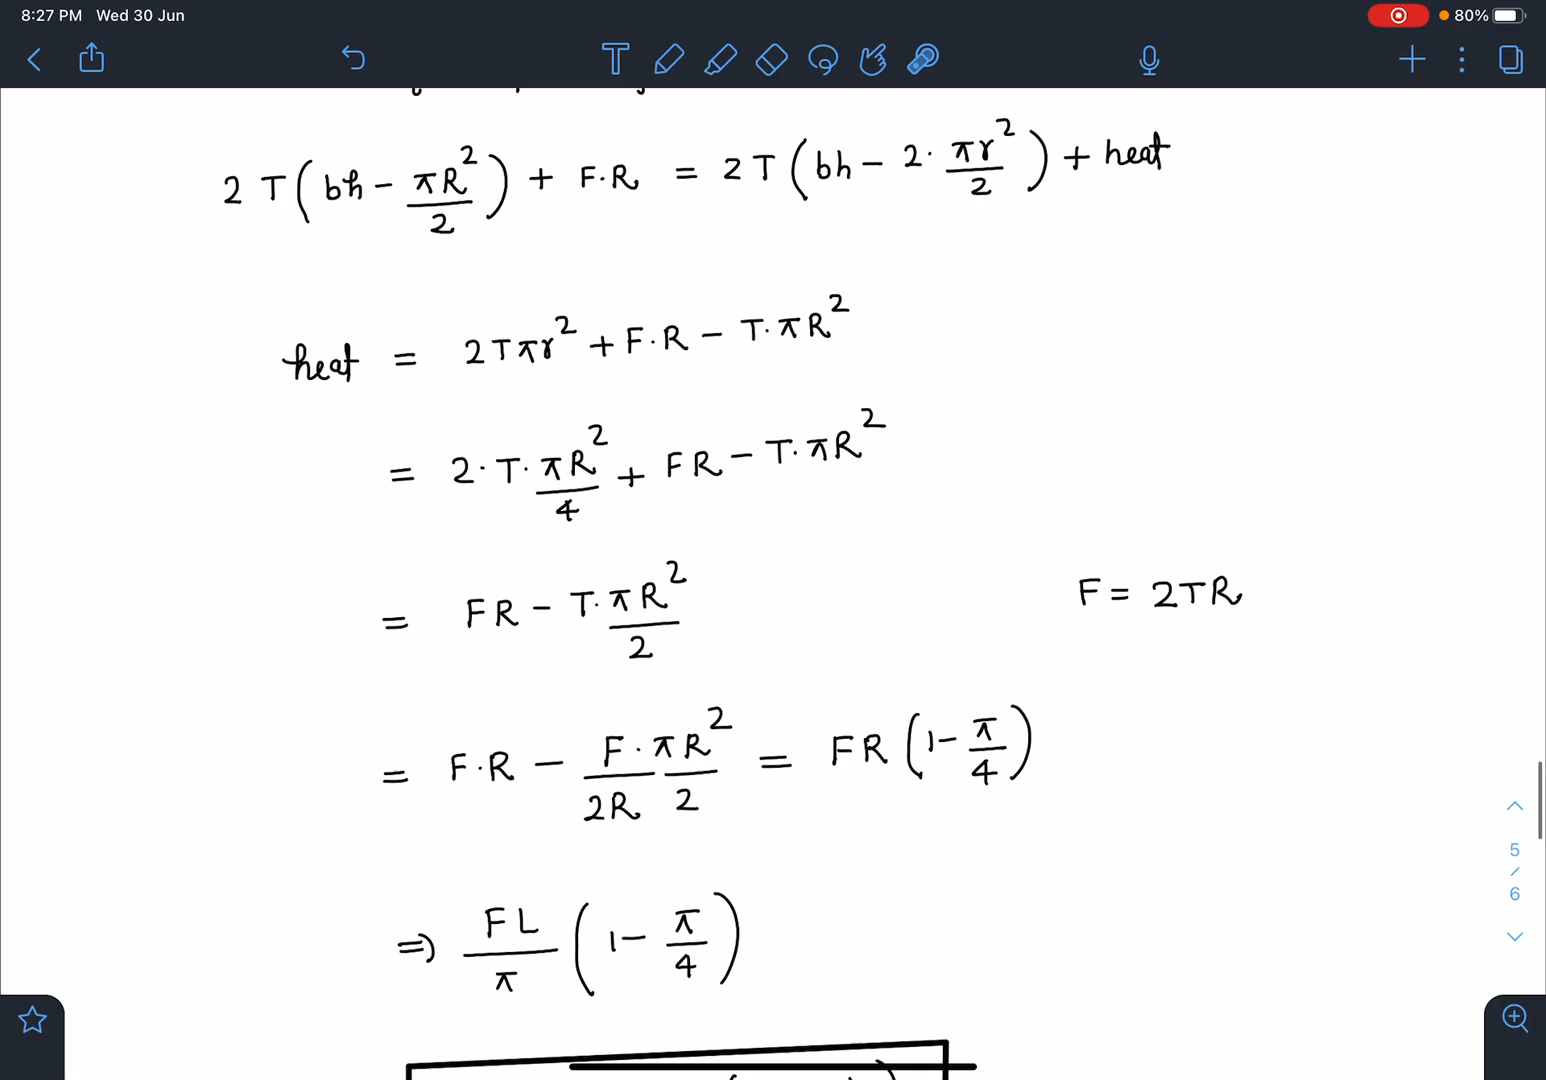 8:27 PM Wed 30 Jun
80%
2 T(bh - πR²/2) + F·R = 2T(bh - 2·πr²/2) + heat
heat = 2Tπr² + F·R - T·πR²
= 2·T·πR²/4 + FR - T·πR²
= FR - T·πR²/2
F = 2TR
= F·R - F·πR²/2R 2 = FR(1-π/4)
⇒ FL/π (1-π/4)
5
/
6